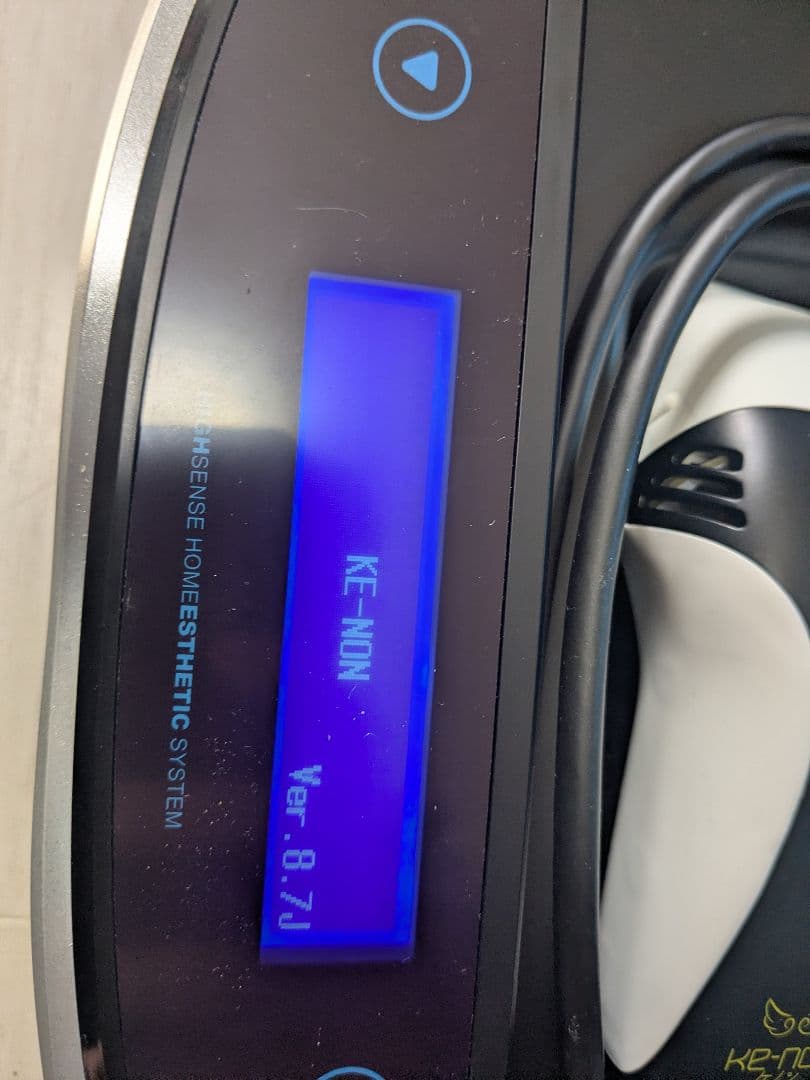 KE-NON
Ver.8.7J
HIGHSENSE HOMEESTHETIC SYSTEM